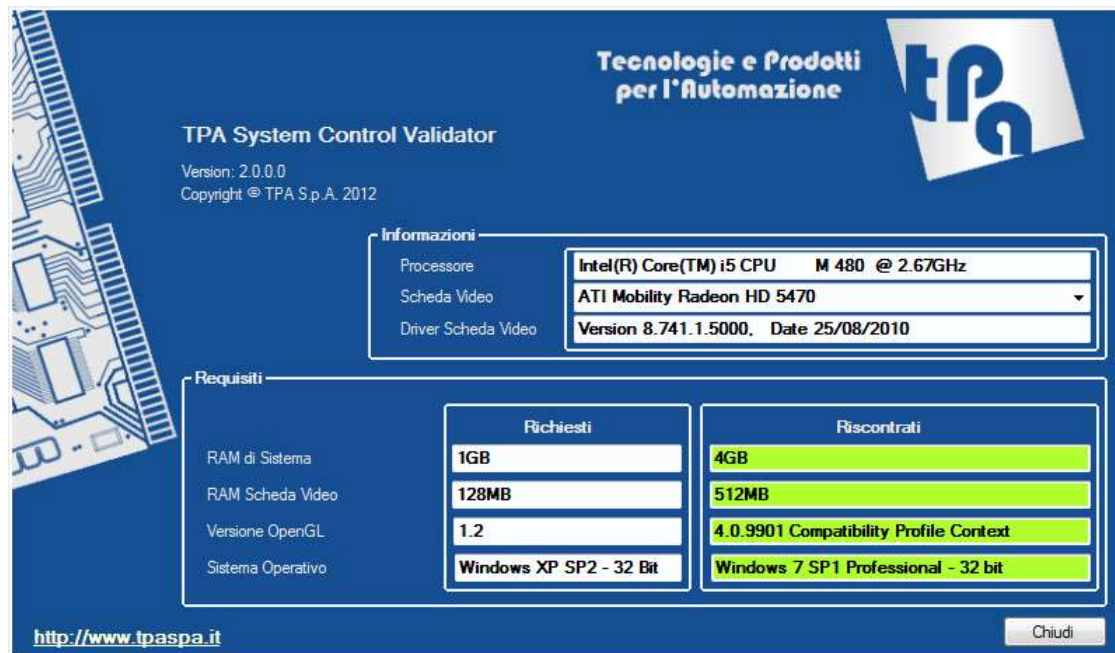 Tecnologie e Prodotti
per l'Automazione
tpa
TPA System Control Validator
Version: 2.0.0.0
Copyright © TPA S.p.A. 2012
Informazioni
Processore Intel(R) Core(TM) i5 CPU M 480 @ 2.67GHz
Scheda Video ATI Mobility Radeon HD 5470
Driver Scheda Video Version 8.741.1.5000, Date 25/08/2010
Requisiti
Richiesti Riscontrati
RAM di Sistema 1GB 4GB
RAM Scheda Video 128MB 512MB
Versione OpenGL 1.2 4.0.9901 Compatibility Profile Context
Sistema Operativo Windows XP SP2 - 32 Bit Windows 7 SP1 Professional - 32 bit
http://www.tpaspa.it Chiudi